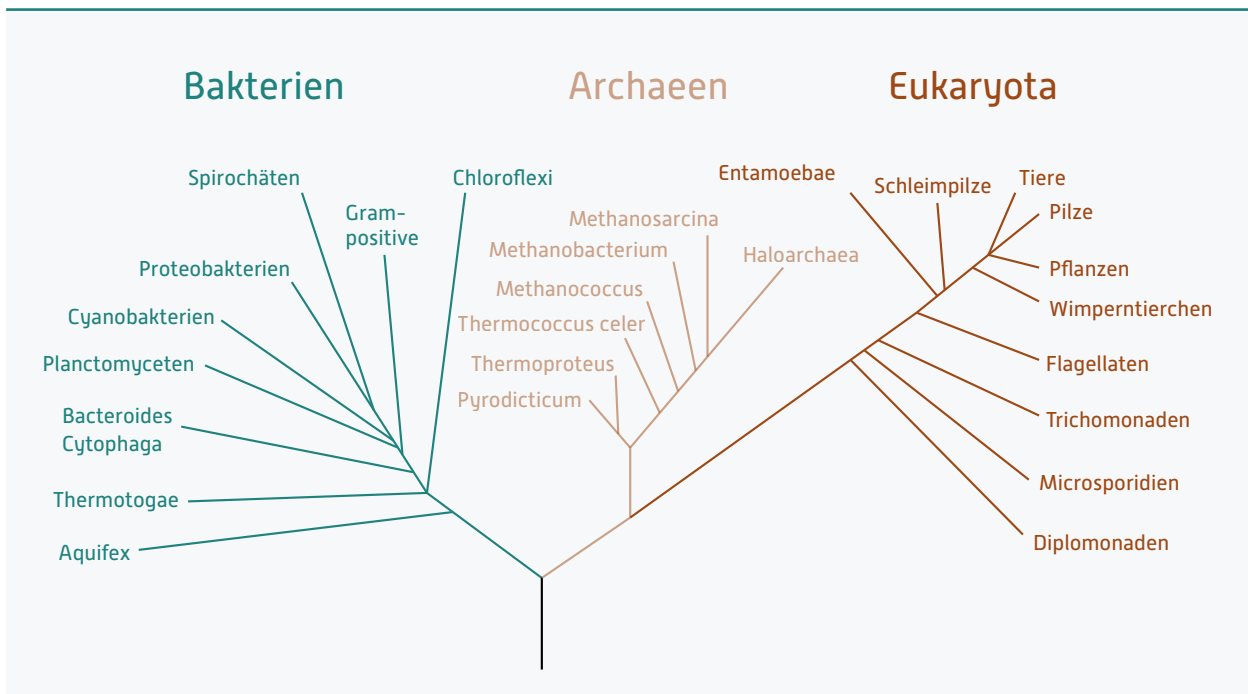 Bakterien
Archaeen
Eukaryota
Spirochäten
Gram-
positive
Chloroflexi
Proteobakterien
Cyanobakterien
Planctomyceten
Bacteroides
Cytophaga
Thermotogae
Aquifex
Methanosarcina
Methanobacterium
Haloarchaea
Methanococcus
Thermococcus celer
Thermoproteus
Pyrodicticum
Entamoebae
Schleimpilze
Tiere
Pilze
Pflanzen
Wimperntierchen
Flagellaten
Trichomonaden
Microsporidien
Diplomonaden